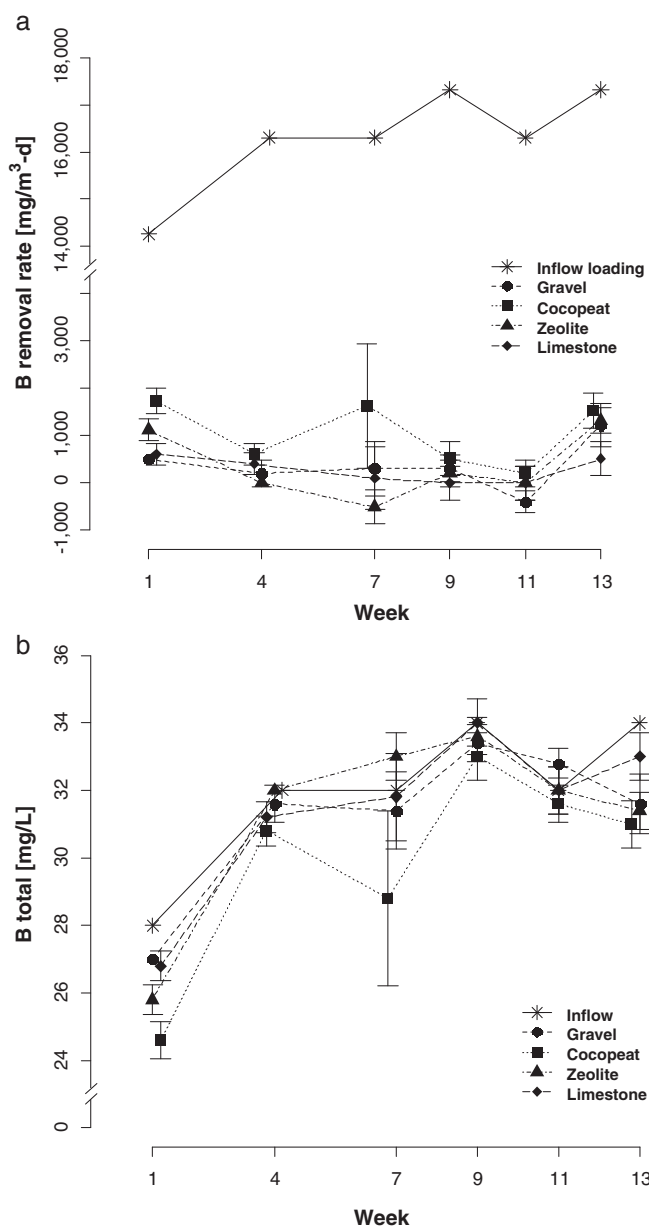 a
B removal rate [mg/m³-d]
18,000
16,000
14,000
3,000
1,000
0
-1,000
Inflow loading
Gravel
Cocopeat
Zeolite
Limestone
1 4 7 9 11 13
Week
b
B total [mg/L]
36
34
32
30
28
26
24
0
Inflow
Gravel
Cocopeat
Zeolite
Limestone
1 4 7 9 11 13
Week